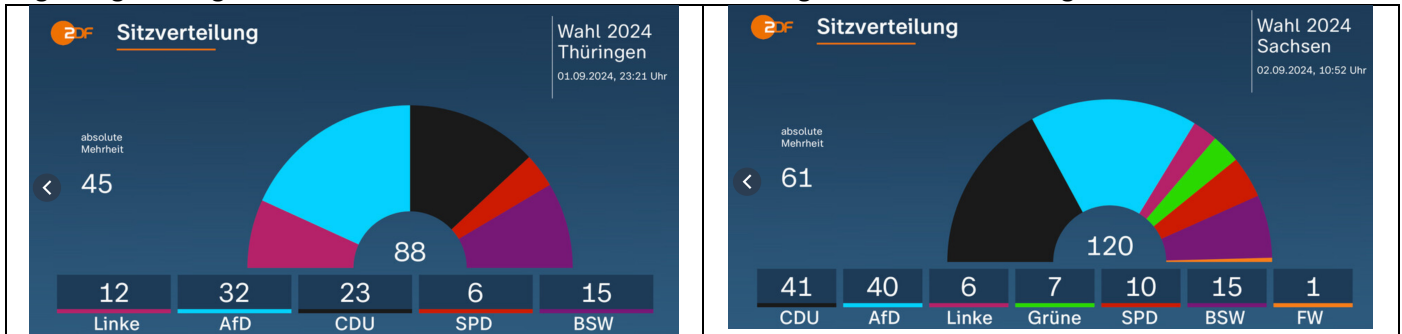 ZDF Sitzverteilung
Wahl 2024
Thüringen
01.09.2024, 23:21 Uhr
absolute
Mehrheit
45
88
12 32 23 6 15
Linke AfD CDU SPD BSW
ZDF Sitzverteilung
Wahl 2024
Sachsen
02.09.2024, 10:52 Uhr
absolute
Mehrheit
61
120
41 40 6 7 10 15 1
CDU AfD Linke Grüne SPD BSW FW